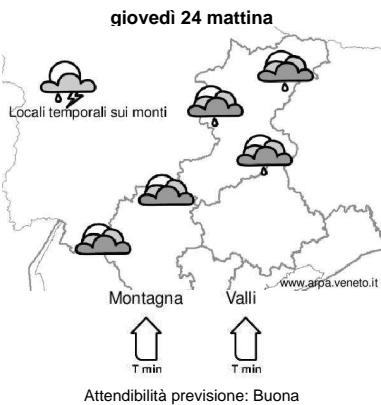 giovedì 24 mattina
Locali temporali sui monti
www.arpa.veneto.it
Montagna Valli
T min T min
Attendibilità previsione: Buona